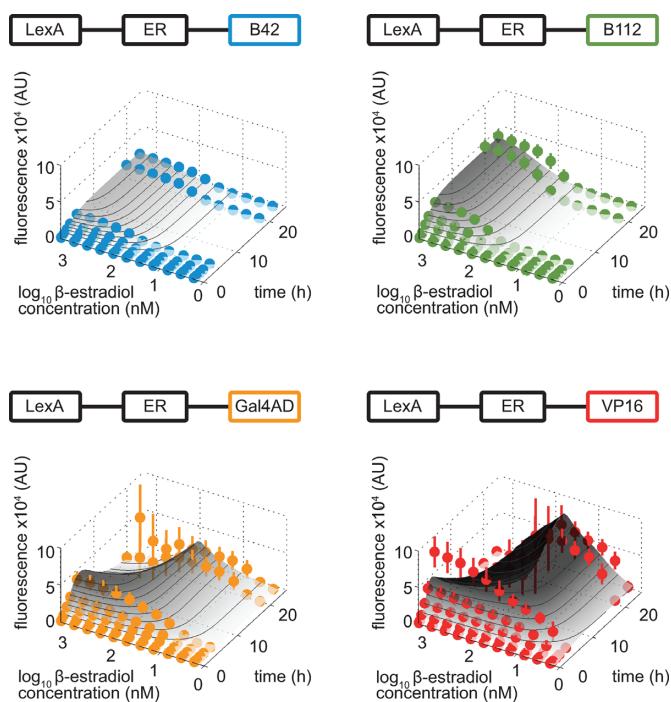 LexA ER B42
fluorescence x10⁴ (AU)
10
5
0
3
2
1
0
0
10
20
log₁₀ β-estradiol
concentration (nM)
time (h)
LexA ER B112
fluorescence x10⁴ (AU)
10
5
0
3
2
1
0
0
10
20
log₁₀ β-estradiol
concentration (nM)
time (h)
LexA ER Gal4AD
fluorescence x10⁴ (AU)
10
5
0
3
2
1
0
0
10
20
log₁₀ β-estradiol
concentration (nM)
time (h)
LexA ER VP16
fluorescence x10⁴ (AU)
10
5
0
3
2
1
0
0
10
20
log₁₀ β-estradiol
concentration (nM)
time (h)